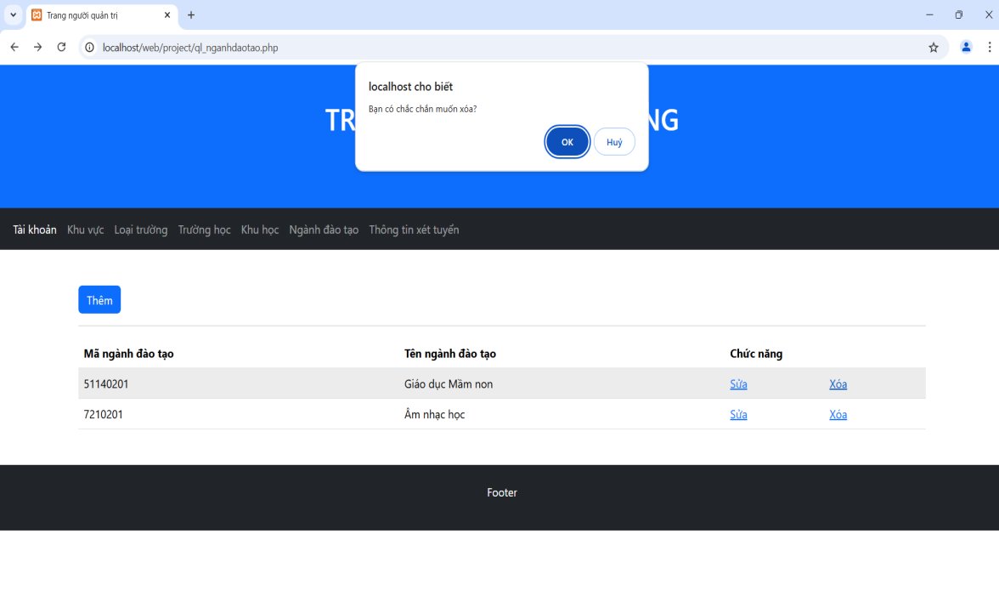 Trang người quản trị
localhost/web/project/ql_nganhdaotao.php
localhost cho biết
Bạn có chắc chắn muốn xóa?
OK Huỷ
Tài khoản Khu vực Loại trường Trường học Khu học Ngành đào tạo Thông tin xét tuyển
Thêm
Mã ngành đào tạo Tên ngành đào tạo Chức năng
51140201 Giáo dục Mầm non Sửa Xóa
7210201 Âm nhạc học Sửa Xóa
Footer